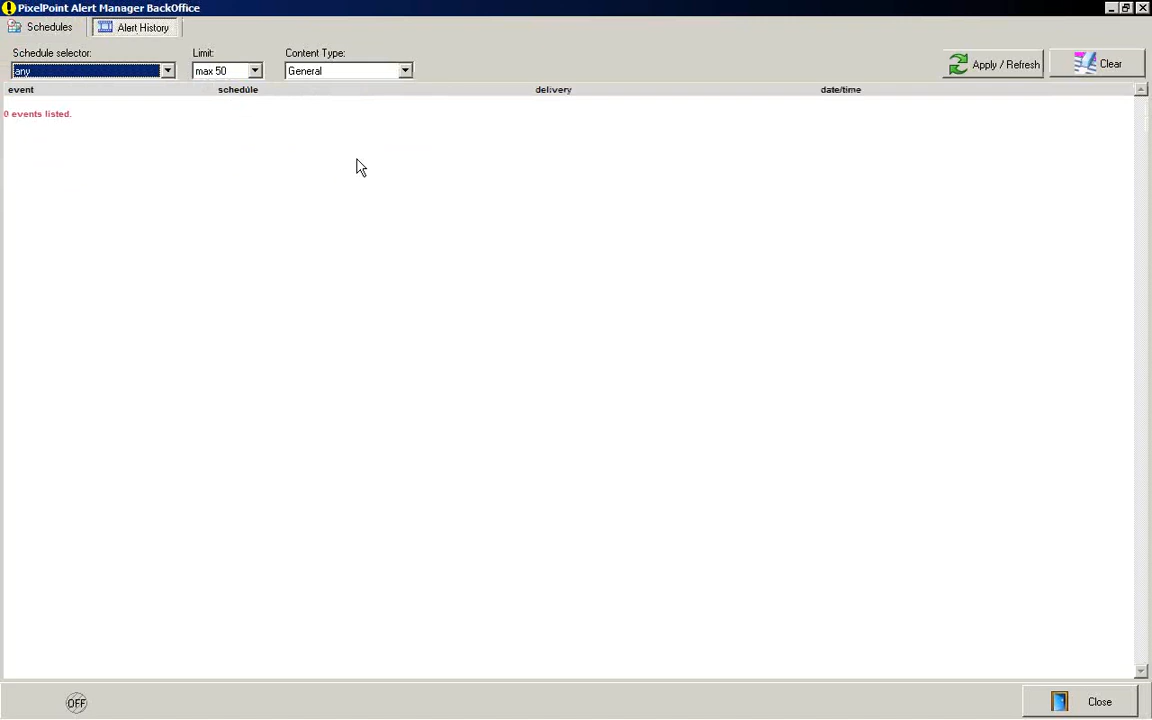 PixelPoint Alert Manager BackOffice
Schedules
Alert History
Schedule selector:
Limit:
Content Type:
any
max 50
General
Apply / Refresh
Clear
event
schedule
delivery
date/time
0 events listed.
OFF
Close